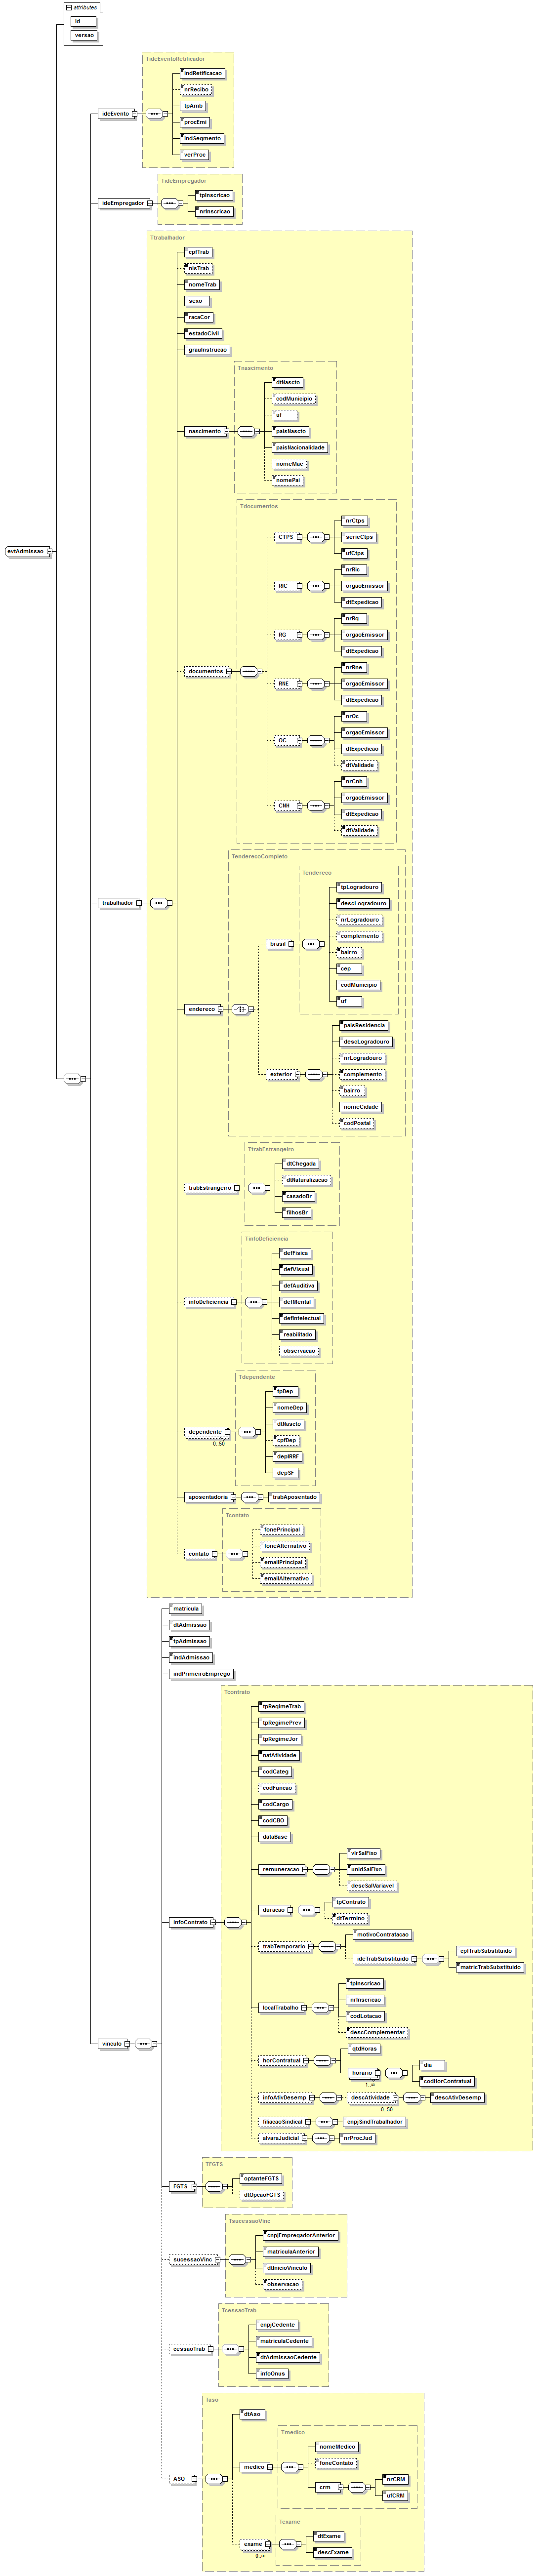 attributes
id
versao
TideEventoRetificador
indRetificacao
nrRecibo
tpAmb
ideEvento
procEmi
indSegmento
verProc
TideEmpregador
tpInscricao
ideEmpregador
nrInscricao
Ttrabalhador
cpfTrab
nisTrab
nomeTrab
sexo
racaCor
estadoCivil
grauInstrucao
Tnascimento
dtNascto
codMunicipio
uf
nascimento
paisNascto
paisNacionalidade
nomeMae
nomePai
Tdocumentos
nrCtps
CTPS
serieCtps
evtAdmissao
ufCtps
nrRic
RIC
orgaoEmissor
dtExpedicao
nrRg
RG
orgaoEmissor
dtExpedicao
nrRne
documentos
RNE
orgaoEmissor
dtExpedicao
nrOc
orgaoEmissor
OC
dtExpedicao
dtValidade
nrCnh
orgaoEmissor
CNH
dtExpedicao
dtValidade
TenderecoCompleto
Tendereco
tpLogradouro
trabalhador
descLogradouro
nrLogradouro
complemento
brasil
bairro
cep
codMunicipio
uf
endereco
paisResidencia
descLogradouro
nrLogradouro
exterior
complemento
bairro
nomeCidade
codPostal
TtrabEstrangeiro
dtChegada
dtNaturalizacao
trabEstrangeiro
casadoBr
filhosBr
TinfoDeficiencia
defFisica
defVisual
defAuditiva
infoDeficiencia
defMental
defIntelectual
reabilitado
observacao
Tdependente
tpDep
nomeDep
dtNascto
dependente
cpfDep
0..50
depIRRF
depSF
aposentadoria
trabAposentado
Tcontato
fonePrincipal
foneAlternativo
contato
emailPrincipal
emailAlternativo
matricula
dtAdmissao
tpAdmissao
indAdmissao
indPrimeiroEmprego
Tcontrato
tpRegimeTrab
tpRegimePrev
tpRegimeJor
natAtividade
codCateg
codFuncao
codCargo
codCBO
dataBase
vlrSalFixo
remuneracao
unidSalFixo
descSalVariavel
tpContrato
duracao
dtTermino
infoContrato
motivoContratacao
trabTemporario
cpfTrabSubstituido
ideTrabSubstituido
matricTrabSubstituido
tpInscricao
nrInscricao
localTrabalho
codLotacao
descComplementar
vinculo
qtdHoras
horContratual
dia
horario
1..∞
codHorContratual
infoAtivDesemp
descAtividade
descAtivDesemp
0..50
filiacaoSindical
cnpjSindTrabalhador
alvaraJudicial
nrProcJud
TFGTS
optanteFGTS
FGTS
dtOpcaoFGTS
TsucessaoVinc
cnpjEmpregadorAnterior
matriculaAnterior
sucessaoVinc
dtInicioVinculo
observacao
TcessaoTrab
cnpjCedente
matriculaCedente
cessaoTrab
dtAdmissaoCedente
infoOnus
Taso
dtAso
Tmedico
nomeMedico
foneContato
medico
nrCRM
ASO
crm
ufCRM
Texame
dtExame
exame
0..∞
descExame